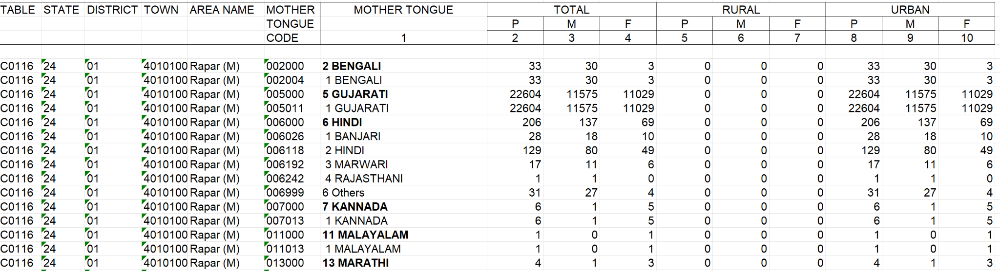 TABLE STATE DISTRICT TOWN AREA NAME MOTHER MOTHER TONGUE TOTAL RURAL URBAN
TONGUE P M F P M F P M F
CODE 1 2 3 4 5 6 7 8 9 10
C0116 24 01 4010100 Rapar (M) 002000 2 BENGALI 33 30 3 0 0 0 33 30 3
C0116 24 01 4010100 Rapar (M) 002004 1 BENGALI 33 30 3 0 0 0 33 30 3
C0116 24 01 4010100 Rapar (M) 005000 5 GUJARATI 22604 11575 11029 0 0 0 22604 11575 11029
C0116 24 01 4010100 Rapar (M) 005011 1 GUJARATI 22604 11575 11029 0 0 0 22604 11575 11029
C0116 24 01 4010100 Rapar (M) 006000 6 HINDI 206 137 69 0 0 0 206 137 69
C0116 24 01 4010100 Rapar (M) 006026 1 BANJARI 28 18 10 0 0 0 28 18 10
C0116 24 01 4010100 Rapar (M) 006118 2 HINDI 129 80 49 0 0 0 129 80 49
C0116 24 01 4010100 Rapar (M) 006192 3 MARWARI 17 11 6 0 0 0 17 11 6
C0116 24 01 4010100 Rapar (M) 006242 4 RAJASTHANI 1 1 0 0 0 0 1 1 0
C0116 24 01 4010100 Rapar (M) 006999 6 Others 31 27 4 0 0 0 31 27 4
C0116 24 01 4010100 Rapar (M) 007000 7 KANNADA 6 1 5 0 0 0 6 1 5
C0116 24 01 4010100 Rapar (M) 007013 1 KANNADA 6 1 5 0 0 0 6 1 5
C0116 24 01 4010100 Rapar (M) 011000 11 MALAYALAM 1 0 1 0 0 0 1 0 1
C0116 24 01 4010100 Rapar (M) 011013 1 MALAYALAM 1 0 1 0 0 0 1 0 1
C0116 24 01 4010100 Rapar (M) 013000 13 MARATHI 4 1 3 0 0 0 4 1 3